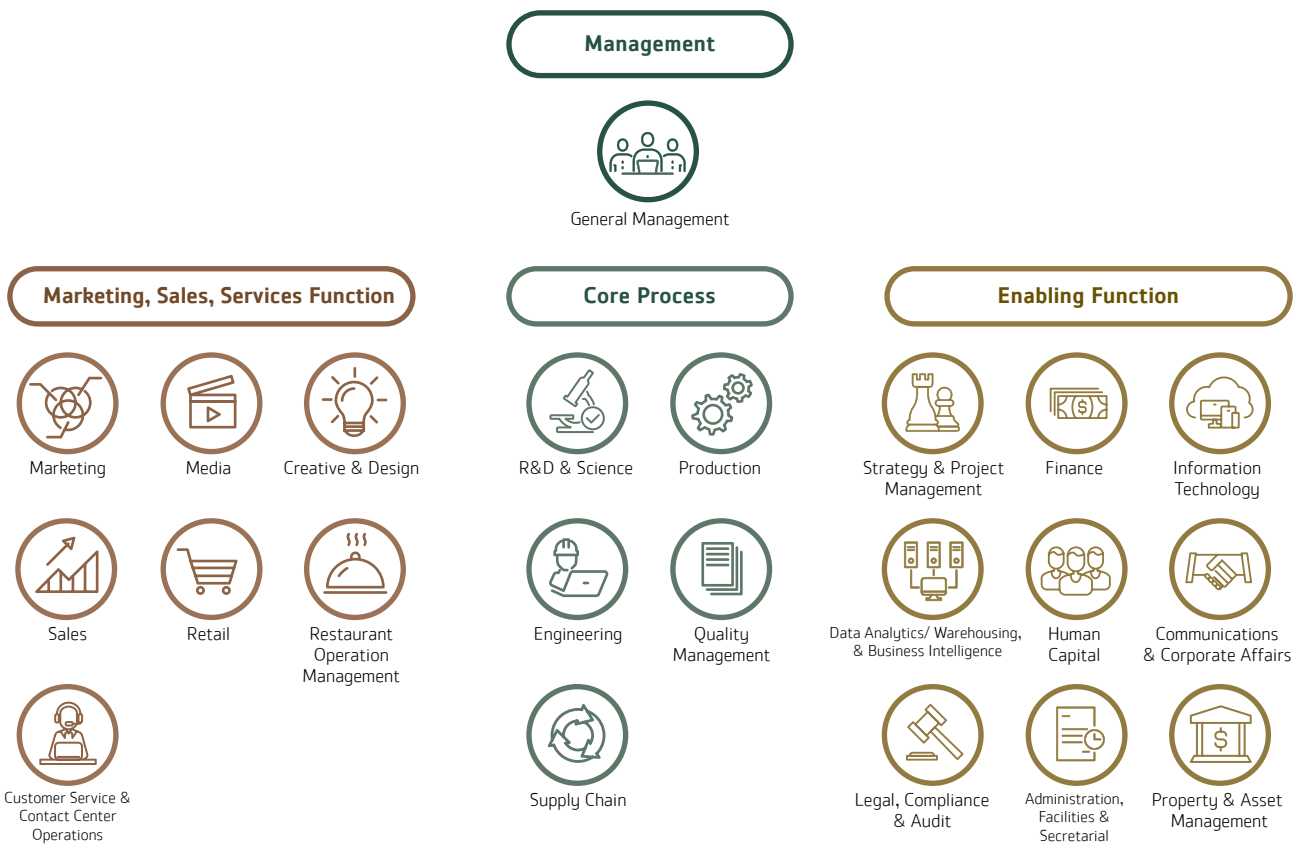 Management
General Management
Marketing, Sales, Services Function
Marketing
Media
Creative & Design
Sales
Retail
Restaurant
Operation
Management
Customer Service &
Contact Center
Operations
Core Process
R&D & Science
Production
Engineering
Quality
Management
Supply Chain
Enabling Function
Strategy & Project
Management
Finance
Information
Technology
Data Analytics/ Warehousing,
& Business Intelligence
Human
Capital
Communications
& Corporate Affairs
Legal, Compliance
& Audit
Administration,
Facilities &
Secretarial
Property & Asset
Management